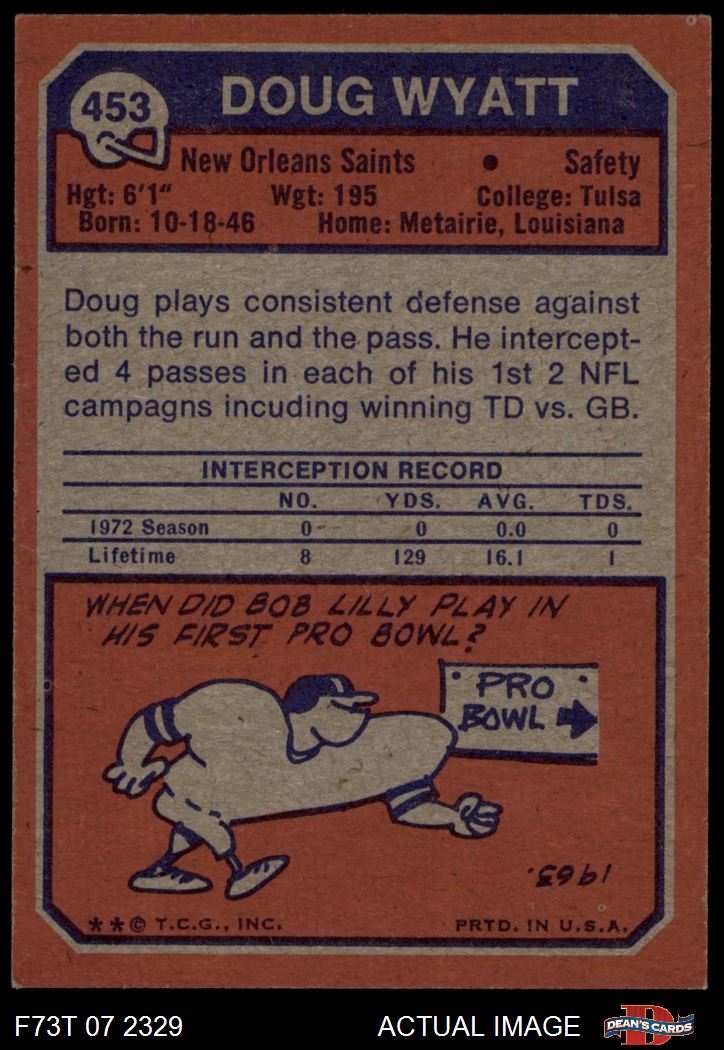 453
DOUG WYATT
New Orleans Saints • Safety
Hgt: 6'1" Wgt: 195 College: Tulsa
Born: 10-18-46 Home: Metairie, Louisiana
Doug plays consistent defense against
both the run and the pass. He intercept-
ed 4 passes in each of his 1st 2 NFL
campagns incuding winning TD vs. GB.
INTERCEPTION RECORD
NO. YDS. AVG. TDS.
1972 Season 0 0 0.0 0
Lifetime 8 129 16.1 1
WHEN DID BOB LILLY PLAY IN
HIS FIRST PRO BOWL?
PRO
BOWL
1963.
**© T.C.G., INC. PRTD. IN U.S.A.
F73T 07 2329 ACTUAL IMAGE DEAN'S CARDS